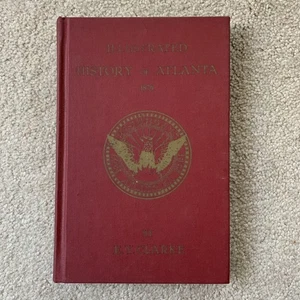 ILLUSTRATED
HISTORY of ATLANTA
BY
E.Y. CLARKE